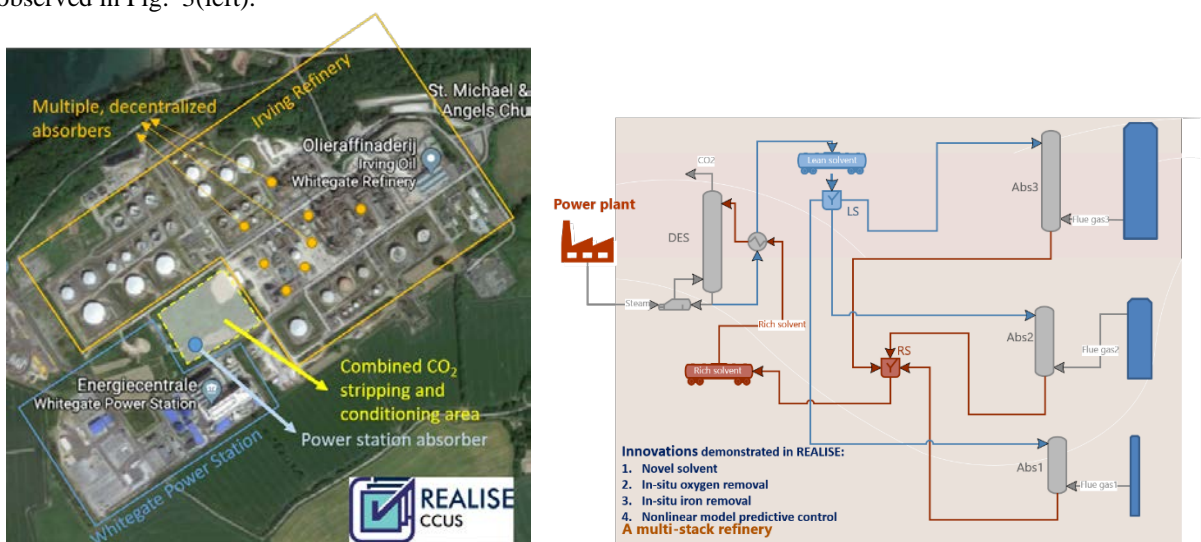 observed in Fig. 3(left).
Multiple, decentralized
absorbers
Irving Refinery
St. Michael &
Angels Chu
Olieraffinaderij
Irving Oil
Whitegate Refinery
Combined CO₂
stripping and
conditioning area
Energiecentrale
Whitegate Power Station
Power station absorber
Whitegate Power Station
REALISE
CCUS
Power plant
CO2
DES
Steam
Lean solvent
Y
LS
Rich solvent
Rich solvent
Y
RS
Abs3
Flue gas3
Abs2
Flue gas2
Abs1
Flue gas1
Innovations demonstrated in REALISE:
1. Novel solvent
2. In-situ oxygen removal
3. In-situ iron removal
4. Nonlinear model predictive control
A multi-stack refinery